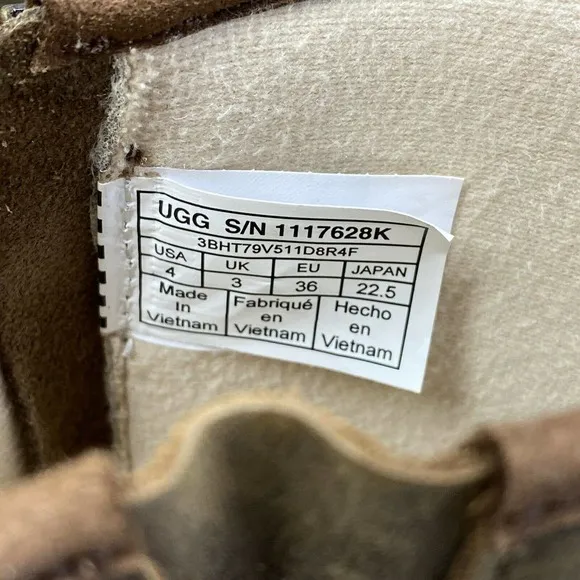 UGG S/N 1117628K
3BHT79V511D8R4F
USA UK EU JAPAN
4 3 36 22.5
Made Fabriqué Hecho
In en en
Vietnam Vietnam Vietnam